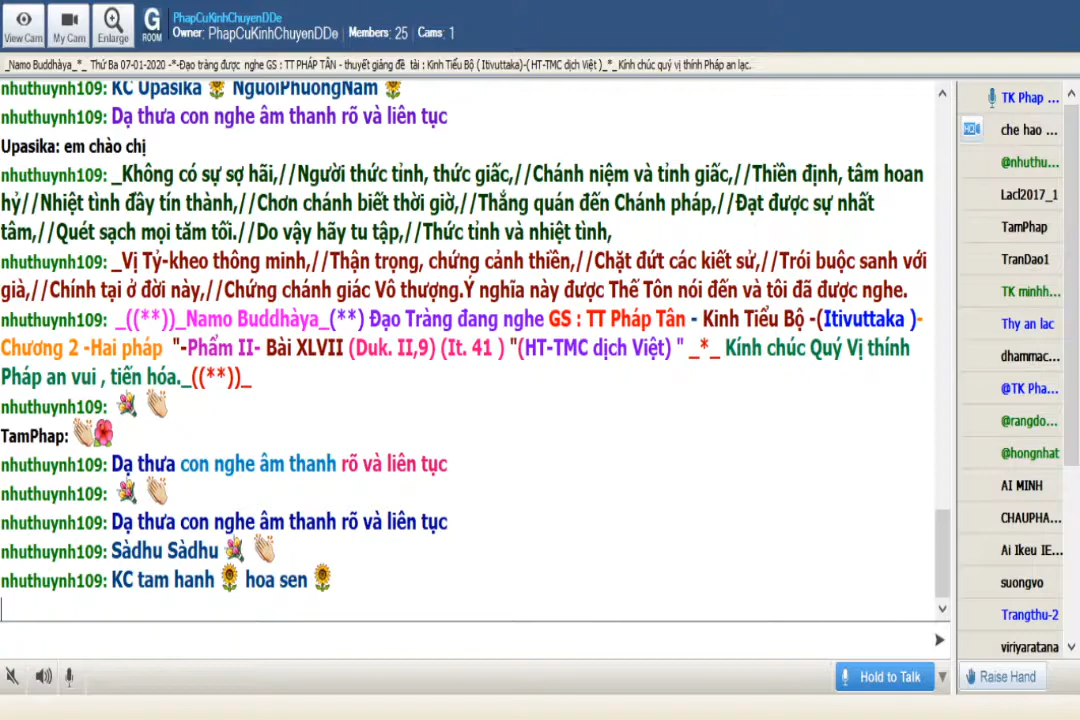 View Cam
My Cam
Enlarge
G
ROOM
PhapCuKinhChuyenDDe
Owner: PhapCuKinhChuyenDDe Members: 25 Cams: 1
_Namo Buddhàya_*_ Thứ Ba 07-01-2020 -*-Đạo tràng được nghe GS : TT PHÁP TÂN - thuyết giảng đề tài : Kinh Tiểu Bộ ( Itivuttaka)-( HT-TMC dịch Việt )_*_Kính chúc quý vị thính Pháp an lạc.
nhuthuynh109: KC Upasika NguoiPhuongNam
nhuthuynh109: Dạ thưa con nghe âm thanh rõ và liên tục
Upasika: em chào chị
nhuthuynh109: _Không có sự sợ hãi,//Người thức tỉnh, thức giấc,//Chánh niệm và tỉnh giấc,//Thiền định, tâm hoan
hỷ//Nhiệt tình đầy tín thành,//Chơn chánh biết thời giờ,//Thắng quán đến Chánh pháp,//Đạt được sự nhất
tâm,//Quét sạch mọi tăm tối.//Do vậy hãy tu tập,//Thức tỉnh và nhiệt tình,
nhuthuynh109: _Vị Tỷ-kheo thông minh,//Thận trọng, chứng cảnh thiền,//Chặt đứt các kiết sử,//Trói buộc sanh với
già,//Chính tại ở đời này,//Chứng chánh giác Vô thượng.Ý nghĩa này được Thế Tôn nói đến và tôi đã được nghe.
nhuthuynh109: _((**))_Namo Buddhàya_(**) Đạo Tràng đang nghe GS : TT Pháp Tân - Kinh Tiểu Bộ -(Itivuttaka )-
Chương 2 -Hai pháp "-Phẩm II- Bài XLVII (Duk. II,9) (It. 41 ) "(HT-TMC dịch Việt) " _*_ Kính chúc Quý Vị thính
Pháp an vui , tiến hóa._((**))_
nhuthuynh109:
TamPhap:
nhuthuynh109: Dạ thưa con nghe âm thanh rõ và liên tục
nhuthuynh109:
nhuthuynh109: Dạ thưa con nghe âm thanh rõ và liên tục
nhuthuynh109: Sàdhu Sàdhu
nhuthuynh109: KC tam hanh hoa sen
Hold to Talk
TK Phap ...
HD
che hao ...
@nhuthu...
Lacl2017_1
TamPhap
TranDao1
TK minhh...
Thy an lac
dhammac...
@TK Pha...
@rangdo...
@hongnhat
AI MINH
CHAUPHA...
Ai Ikeu IE...
suongvo
Trangthu-2
viriyaratana
Raise Hand